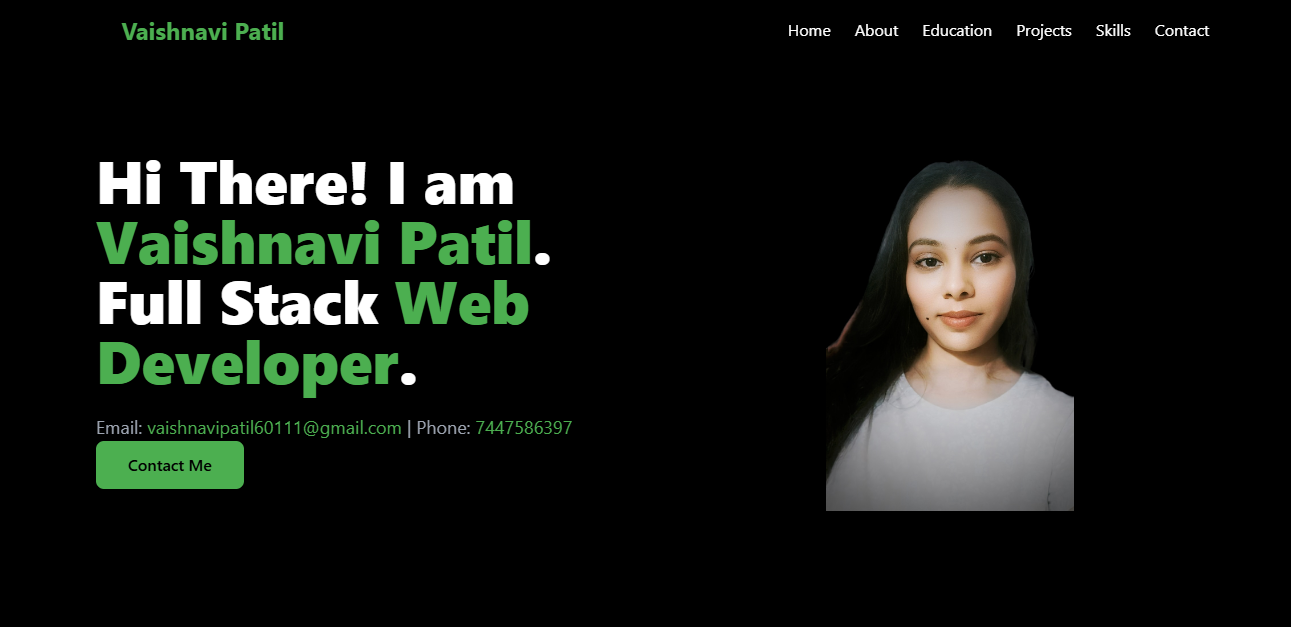 Vaishnavi Patil
Home About Education Projects Skills Contact
Hi There! I am
Vaishnavi Patil.
Full Stack Web
Developer.
Email: vaishnavipatil60111@gmail.com | Phone: 7447586397
Contact Me